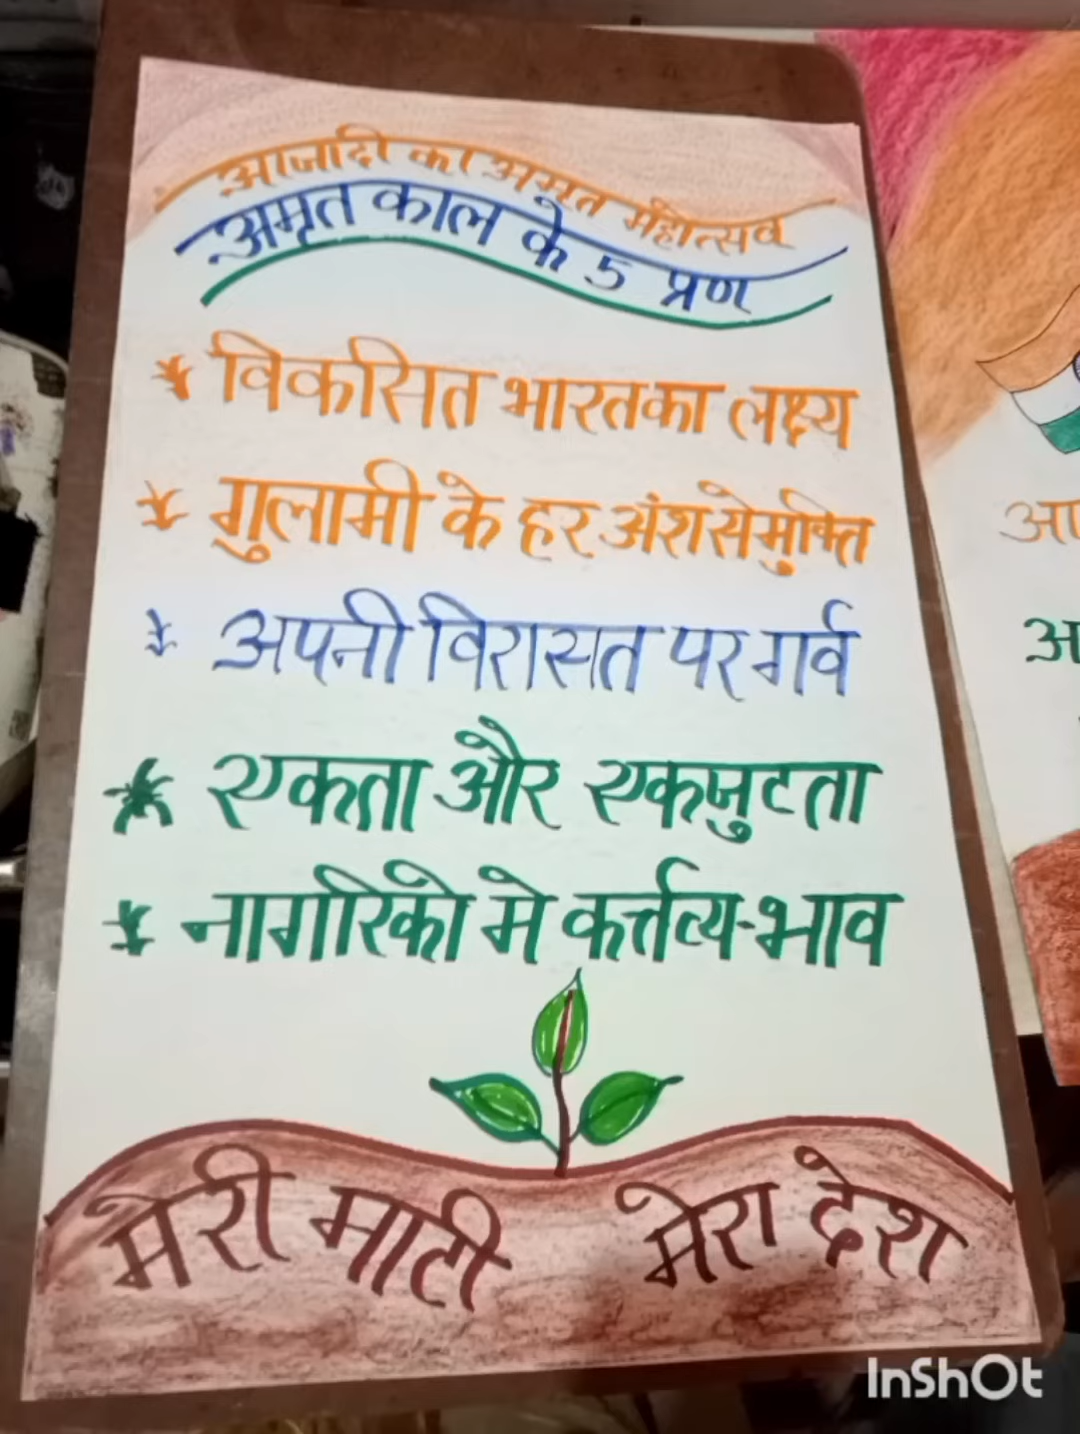 आजादी का अमृत महोत्सव
अमृत काल के 5 प्रण
* विकसित भारत का लक्ष्य
* गुलामी के हर अंश से मुक्ति
* अपनी विरासत पर गर्व
* एकता और एकजुटता
* नागरिको मे कर्त्तव्य-भाव
मेरी माटी मेरा देश
InShOt